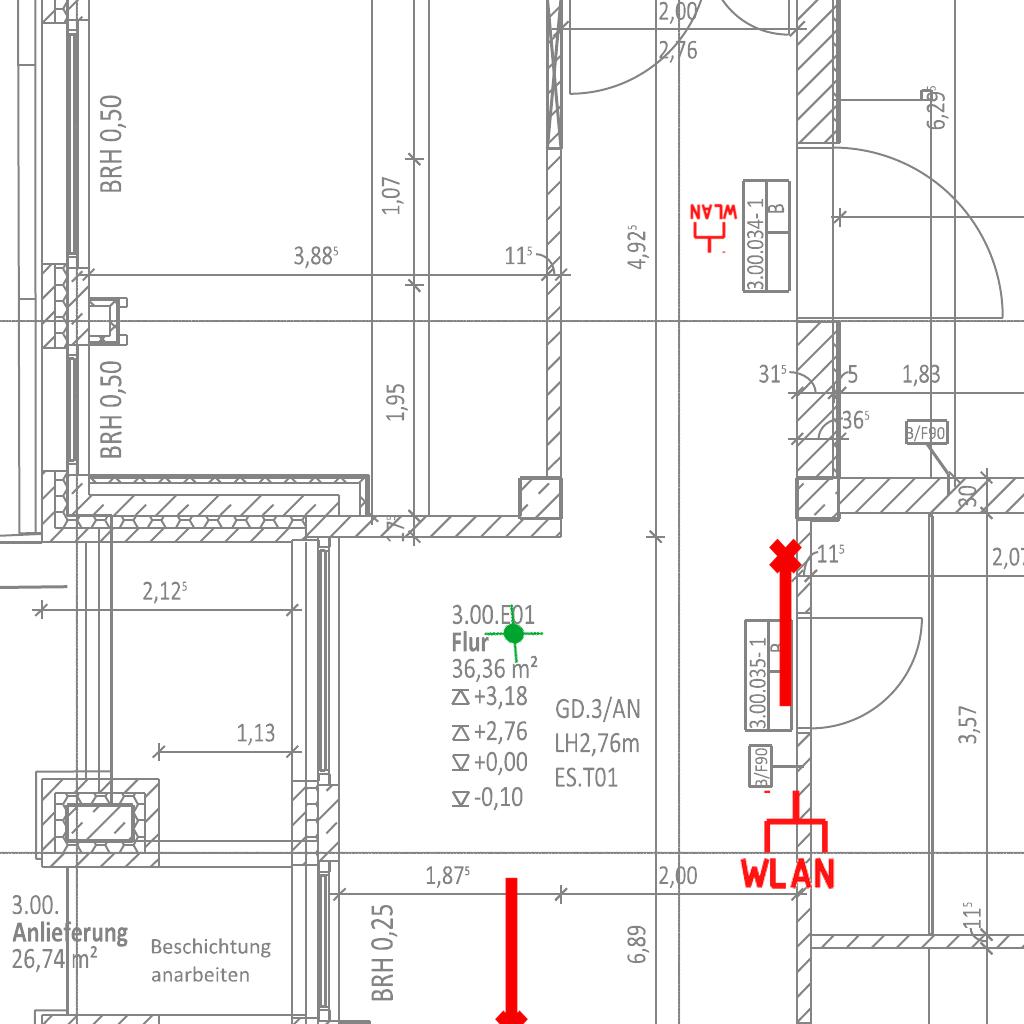 2,00
2,76
BRH 0,50
6,29⁵
1,07
WLAN
3.00.034- 1
B
3,88⁵
11⁵
4,92⁵
BRH 0,50
1,95
31⁵
5
1,83
36⁵
B/F90
30
2,12⁵
11⁵
2,07
3.00.E01
Flur
36,36 m²
+3,18
+2,76
+0,00
-0,10
GD.3/AN
LH2,76m
ES.T01
3.00.035- 1
B
B/F90
3,57
1,13
WLAN
1,87⁵
2,00
3.00.
Anlieferung
26,74 m²
Beschichtung
anarbeiten
BRH 0,25
6,89
11⁵